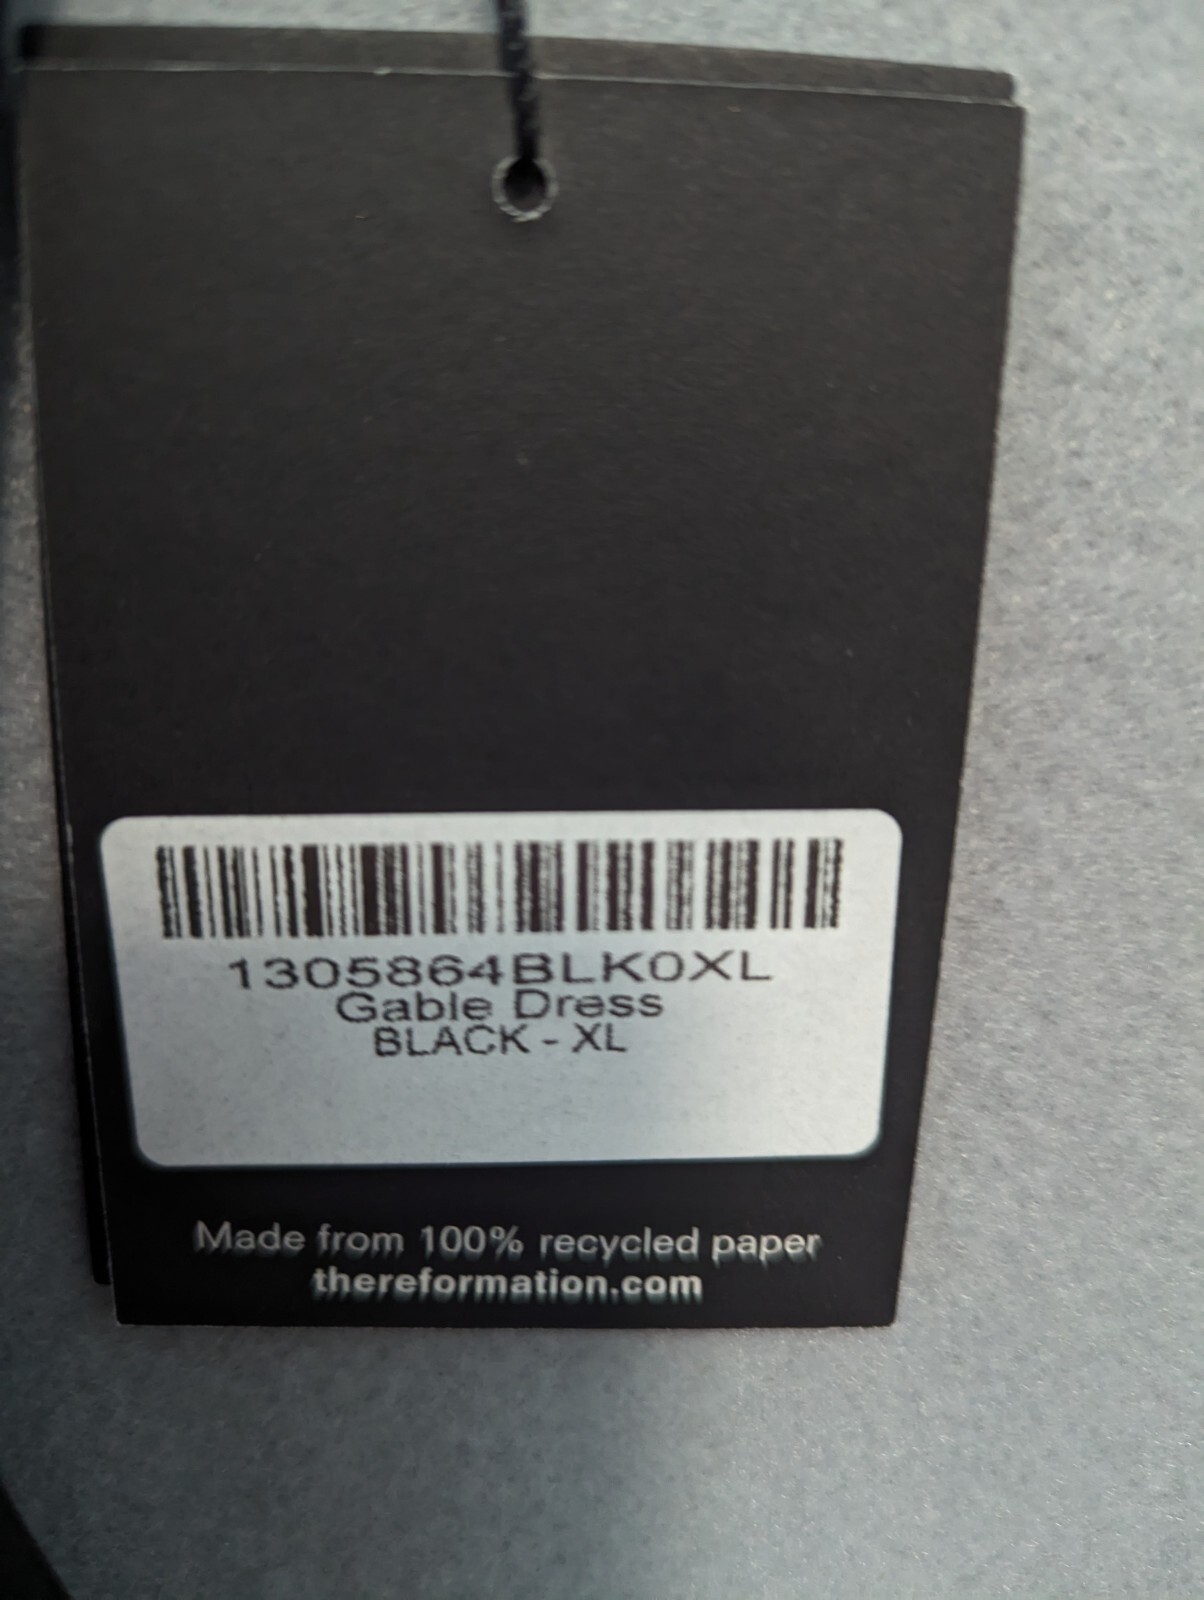 1305864BLK0XL
Gable Dress
BLACK - XL
Made from 100% recycled paper
thereformation.com